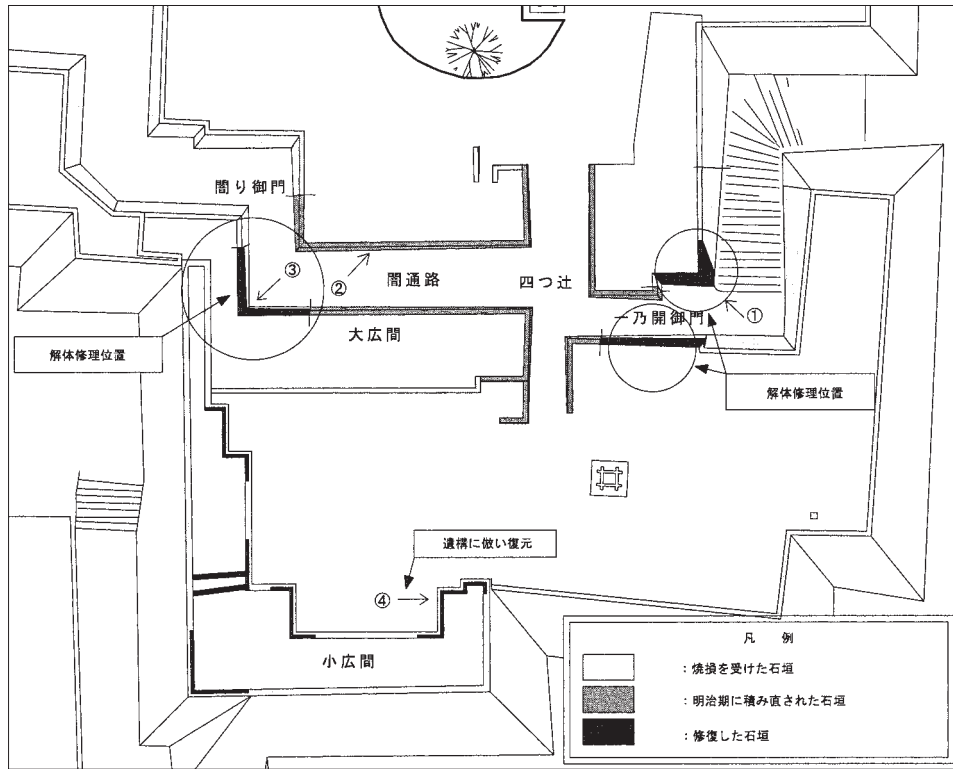 闇り御門
③
②
闇通路
四つ辻
一乃開御門
①
大広間
解体修理位置
解体修理位置
遺構に倣い復元
④
小広間
凡 例
：焼損を受けた石垣
：明治期に積み直された石垣
：修復した石垣